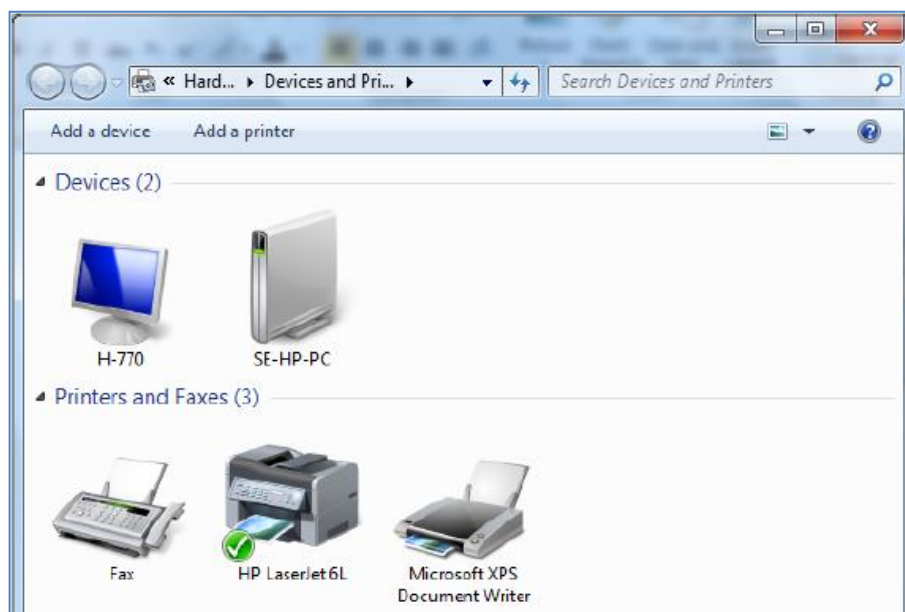 « Hard... ▸ Devices and Pri... ▸ Search Devices and Printers
Add a device Add a printer
Devices (2)
H-770 SE-HP-PC
Printers and Faxes (3)
Fax HP LaserJet 6L Microsoft XPS
Document Writer